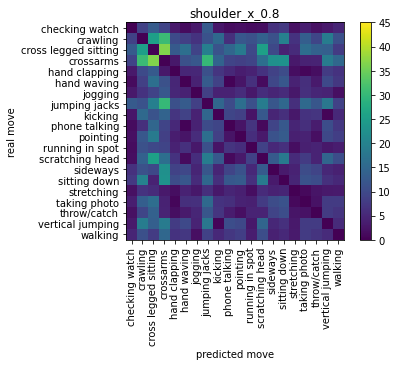 shoulder_x_0.8
real move
checking watch
crawling
cross legged sitting
crossarms
hand clapping
hand waving
jogging
jumping jacks
kicking
phone talking
pointing
running in spot
scratching head
sideways
sitting down
stretching
taking photo
throw/catch
vertical jumping
walking
checking watch
crawling
cross legged sitting
crossarms
hand clapping
hand waving
jogging
jumping jacks
kicking
phone talking
pointing
running in spot
scratching head
sideways
sitting down
stretching
taking photo
throw/catch
vertical jumping
walking
predicted move
45
40
35
30
25
20
15
10
5
0